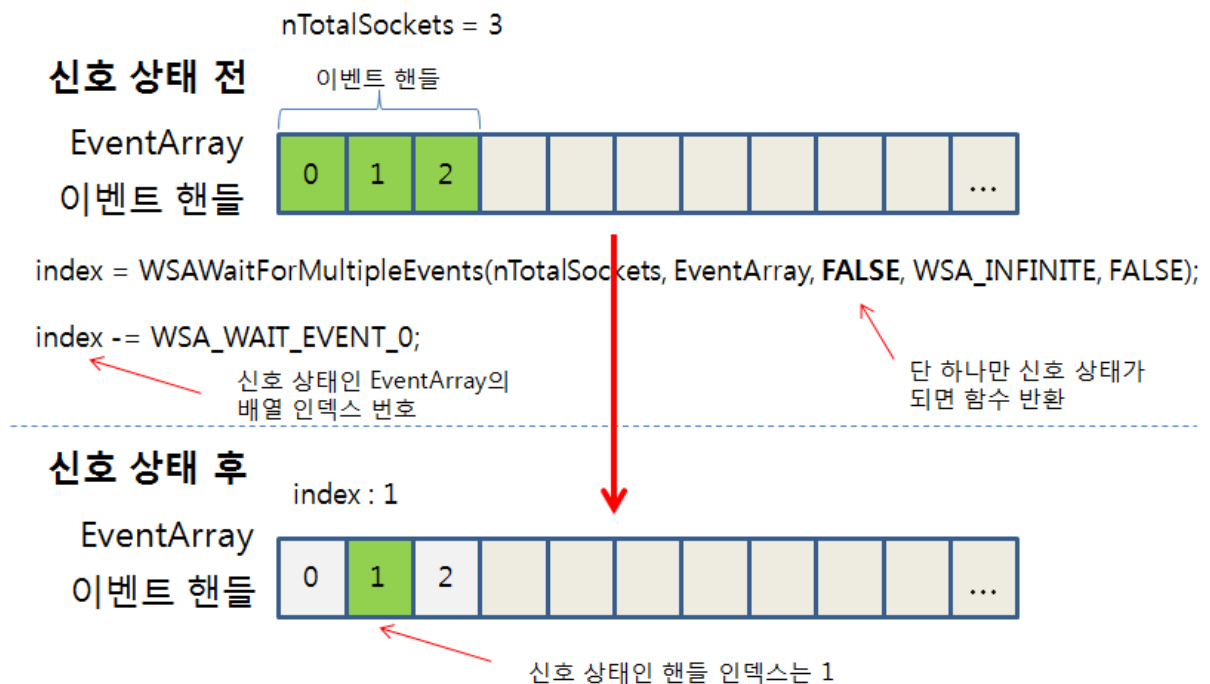 nTotalSockets = 3
신호 상태 전
이벤트 핸들
EventArray
이벤트 핸들
0 1 2 ...
index = WSAWaitForMultipleEvents(nTotalSockets, EventArray, FALSE, WSA_INFINITE, FALSE);
index -= WSA_WAIT_EVENT_0;
신호 상태인 EventArray의
배열 인덱스 번호
단 하나만 신호 상태가
되면 함수 반환
신호 상태 후
index : 1
EventArray
이벤트 핸들
0 1 2 ...
신호 상태인 핸들 인덱스는 1